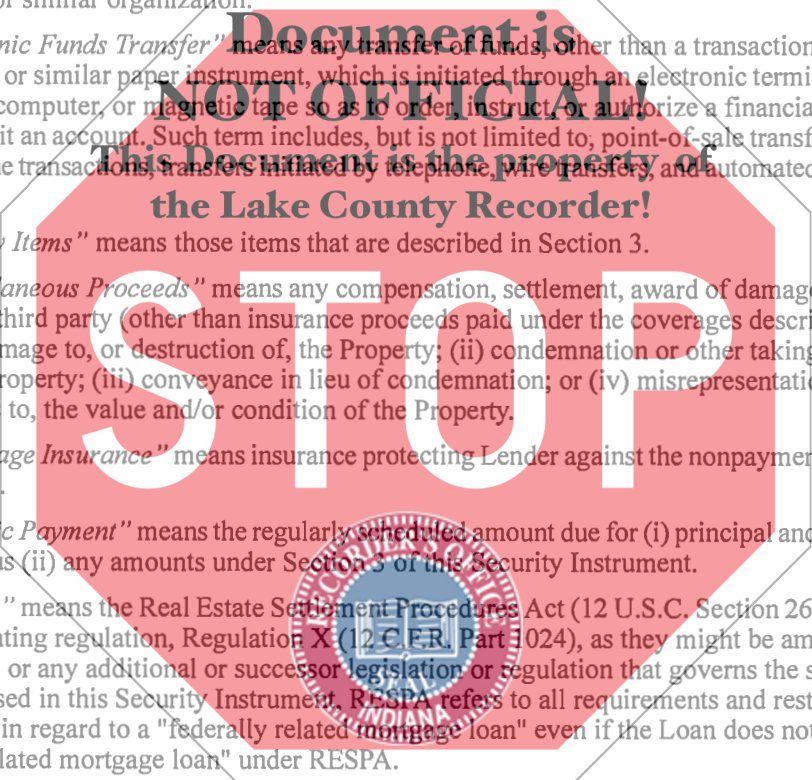 or similar organization.
Document is
nic Funds Transfer" means any transfer of funds, other than a transaction
or similar paper instrument, which is initiated through an electronic termi
NOT OFFICIAL!
computer, or magnetic tape so as to order, instruct, or authorize a financial
it an account. Such term includes, but is not limited to, point-of-sale transf
This Document is the property of
e transactions, transfers initiated by telephone, wire transfers, and automated
the Lake County Recorder!
Items" means those items that are described in Section 3.
laneous Proceeds" means any compensation, settlement, award of damag
third party (other than insurance proceeds paid under the coverages descri
mage to, or destruction of, the Property; (ii) condemnation or other taking
roperty; (iii) conveyance in lieu of condemnation; or (iv) misrepresentatio
s to, the value and/or condition of the Property.
STOP
age Insurance" means insurance protecting Lender against the nonpaymen
c Payment" means the regularly scheduled amount due for (i) principal and
us (ii) any amounts under Section 3 of this Security Instrument.
RECORDER'S OFFICE
" means the Real Estate Settlement Procedures Act (12 U.S.C. Section 26
nting regulation, Regulation X (12 C.F.R. Part 1024), as they might be am
or any additional or successor legislation or regulation that governs the s
SEAL
sed in this Security Instrument, RESPA refers to all requirements and rest
INDIANA
in regard to a "federally related mortgage loan" even if the Loan does not
lated mortgage loan" under RESPA.